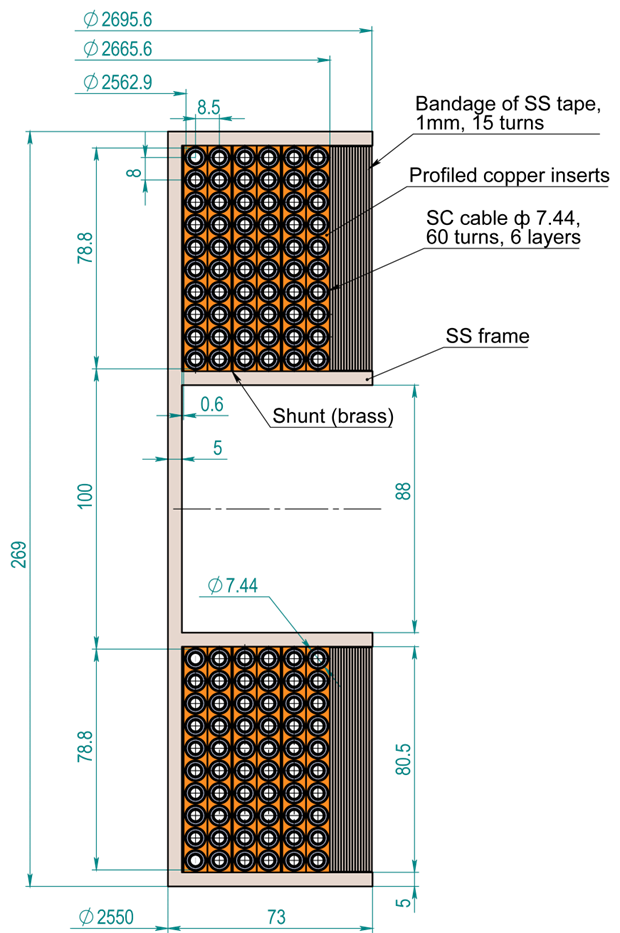 ∅2695.6
∅2665.6
∅2562.9
8.5
Bandage of SS tape,
1mm, 15 turns
8
Profiled copper inserts
SC cable ф 7.44,
60 turns, 6 layers
78.8
SS frame
0.6
Shunt (brass)
5
100
88
269
∅7.44
78.8
80.5
5
∅2550
73